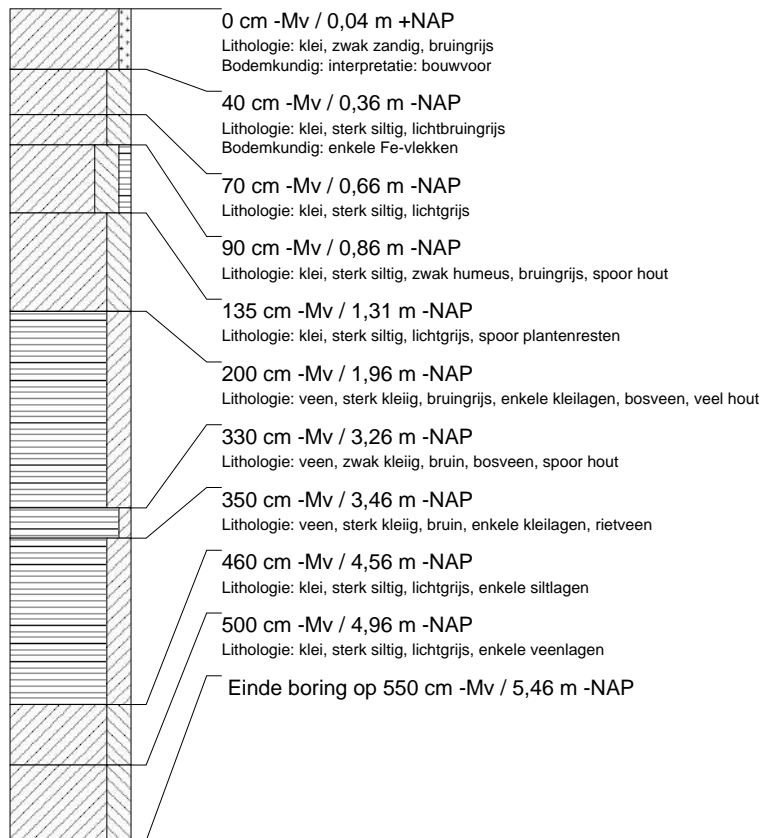 0 cm -Mv / 0,04 m +NAP
Lithologie: klei, zwak zandig, bruingrijs
Bodemkundig: interpretatie: bouwvoor
40 cm -Mv / 0,36 m -NAP
Lithologie: klei, sterk siltig, lichtbruingrijs
Bodemkundig: enkele Fe-vlekken
70 cm -Mv / 0,66 m -NAP
Lithologie: klei, sterk siltig, lichtgrijs
90 cm -Mv / 0,86 m -NAP
Lithologie: klei, sterk siltig, zwak humeus, bruingrijs, spoor hout
135 cm -Mv / 1,31 m -NAP
Lithologie: klei, sterk siltig, lichtgrijs, spoor plantenresten
200 cm -Mv / 1,96 m -NAP
Lithologie: veen, sterk kleiig, bruingrijs, enkele kleilagen, bosveen, veel hout
330 cm -Mv / 3,26 m -NAP
Lithologie: veen, zwak kleiig, bruin, bosveen, spoor hout
350 cm -Mv / 3,46 m -NAP
Lithologie: veen, sterk kleiig, bruin, enkele kleilagen, rietveen
460 cm -Mv / 4,56 m -NAP
Lithologie: klei, sterk siltig, lichtgrijs, enkele siltlagen
500 cm -Mv / 4,96 m -NAP
Lithologie: klei, sterk siltig, lichtgrijs, enkele veenlagen
Einde boring op 550 cm -Mv / 5,46 m -NAP